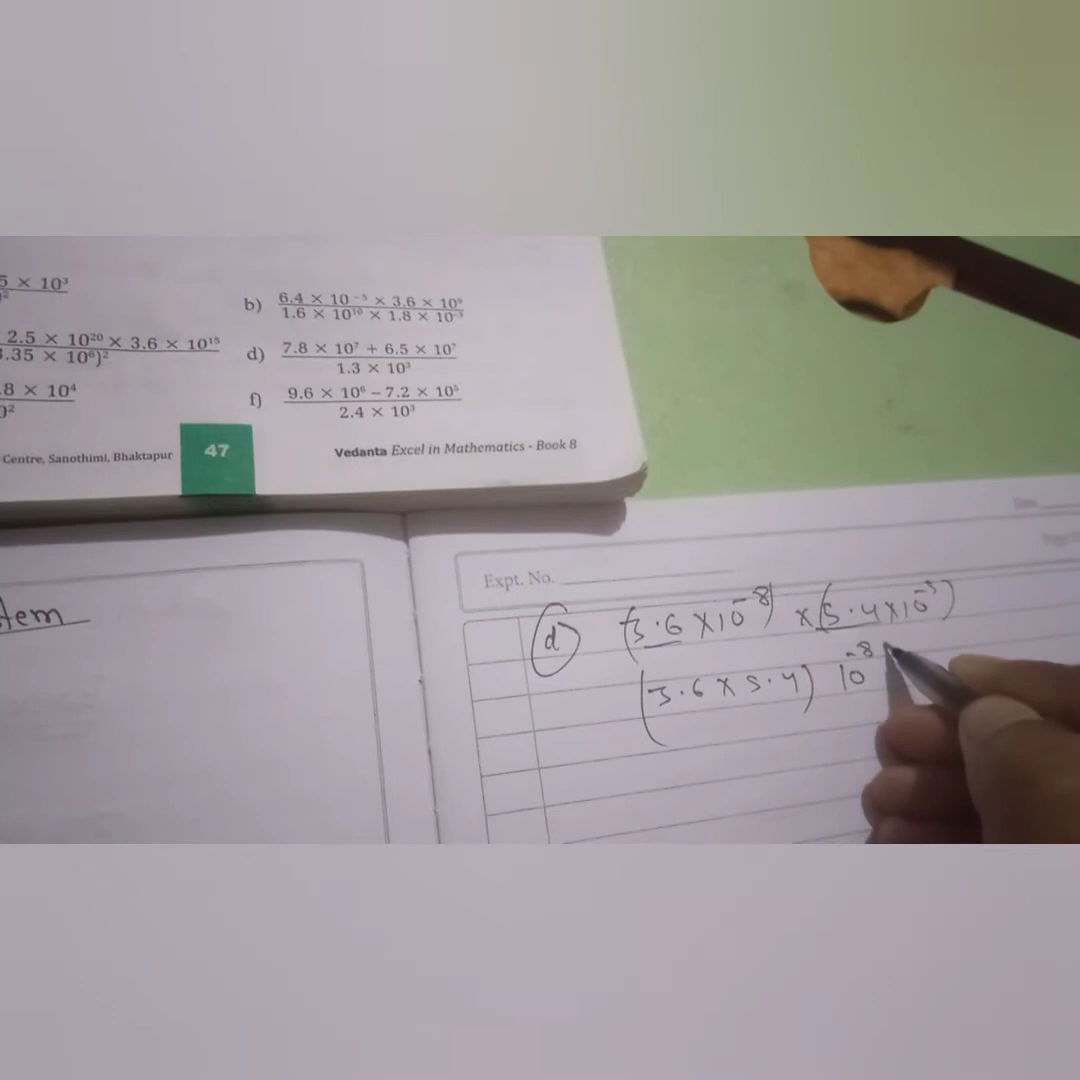 5 × 10³
)²
b) 6.4 × 10⁻⁵ × 3.6 × 10⁹
1.6 × 10¹⁰ × 1.8 × 10⁻³
2.5 × 10²⁰ × 3.6 × 10¹⁵
.35 × 10⁶)²
d) 7.8 × 10⁷ + 6.5 × 10⁷
1.3 × 10³
.8 × 10⁴
)²
f) 9.6 × 10⁶ – 7.2 × 10⁵
2.4 × 10³
Centre, Sanothimi, Bhaktapur
47
Vedanta Excel in Mathematics - Book 8
Expt. No.
tem
d (3.6 × 10⁻⁸) × (5.4 × 10⁻³)
(3.6 × 5.4) 10⁻⁸